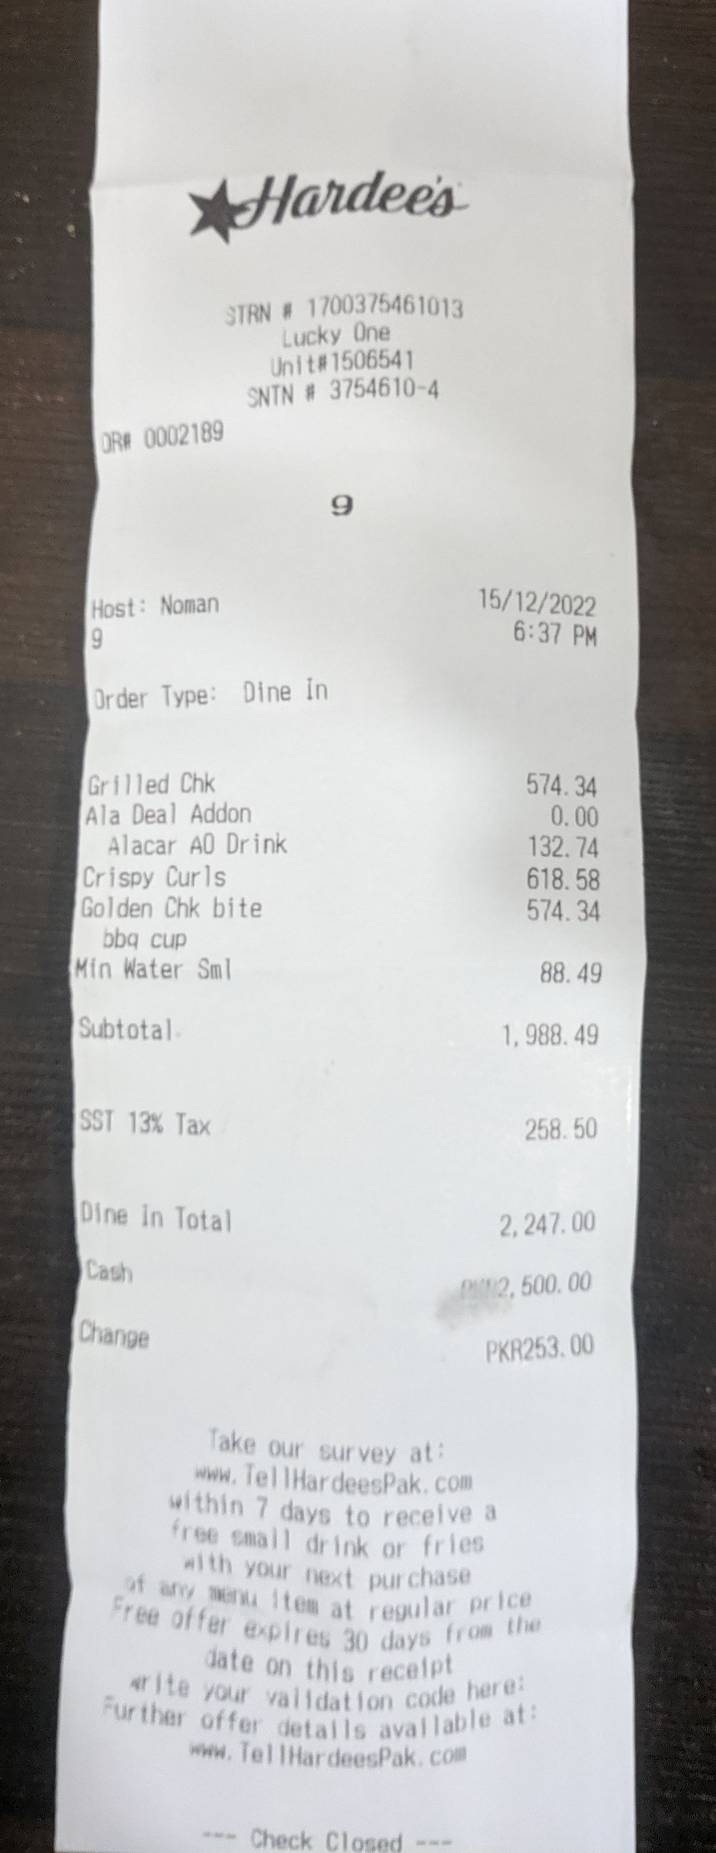 Hardee's
STRN # 1700375461013
Lucky One
Unit#1506541
SNTN # 3754610-4
OR# 0002189
9
Host: Noman 15/12/2022
9 6:37 PM
Order Type: Dine In
Grilled Chk 574.34
Ala Deal Addon 0.00
Alacar AO Drink 132.74
Crispy Curls 618.58
Golden Chk bite 574.34
bbq cup
Min Water Sml 88.49
Subtotal 1,988.49
SST 13% Tax 258.50
Dine In Total 2,247.00
Cash 2,500.00
Change PKR253.00
Take our survey at:
www.TellHardeesPak.com
within 7 days to receive a
free small drink or fries
with your next purchase
of any menu item at regular price
Free offer expires 30 days from the
date on this receipt
write your validation code here:
Further offer details available at:
www.TellHardeesPak.com
--- Check Closed ---